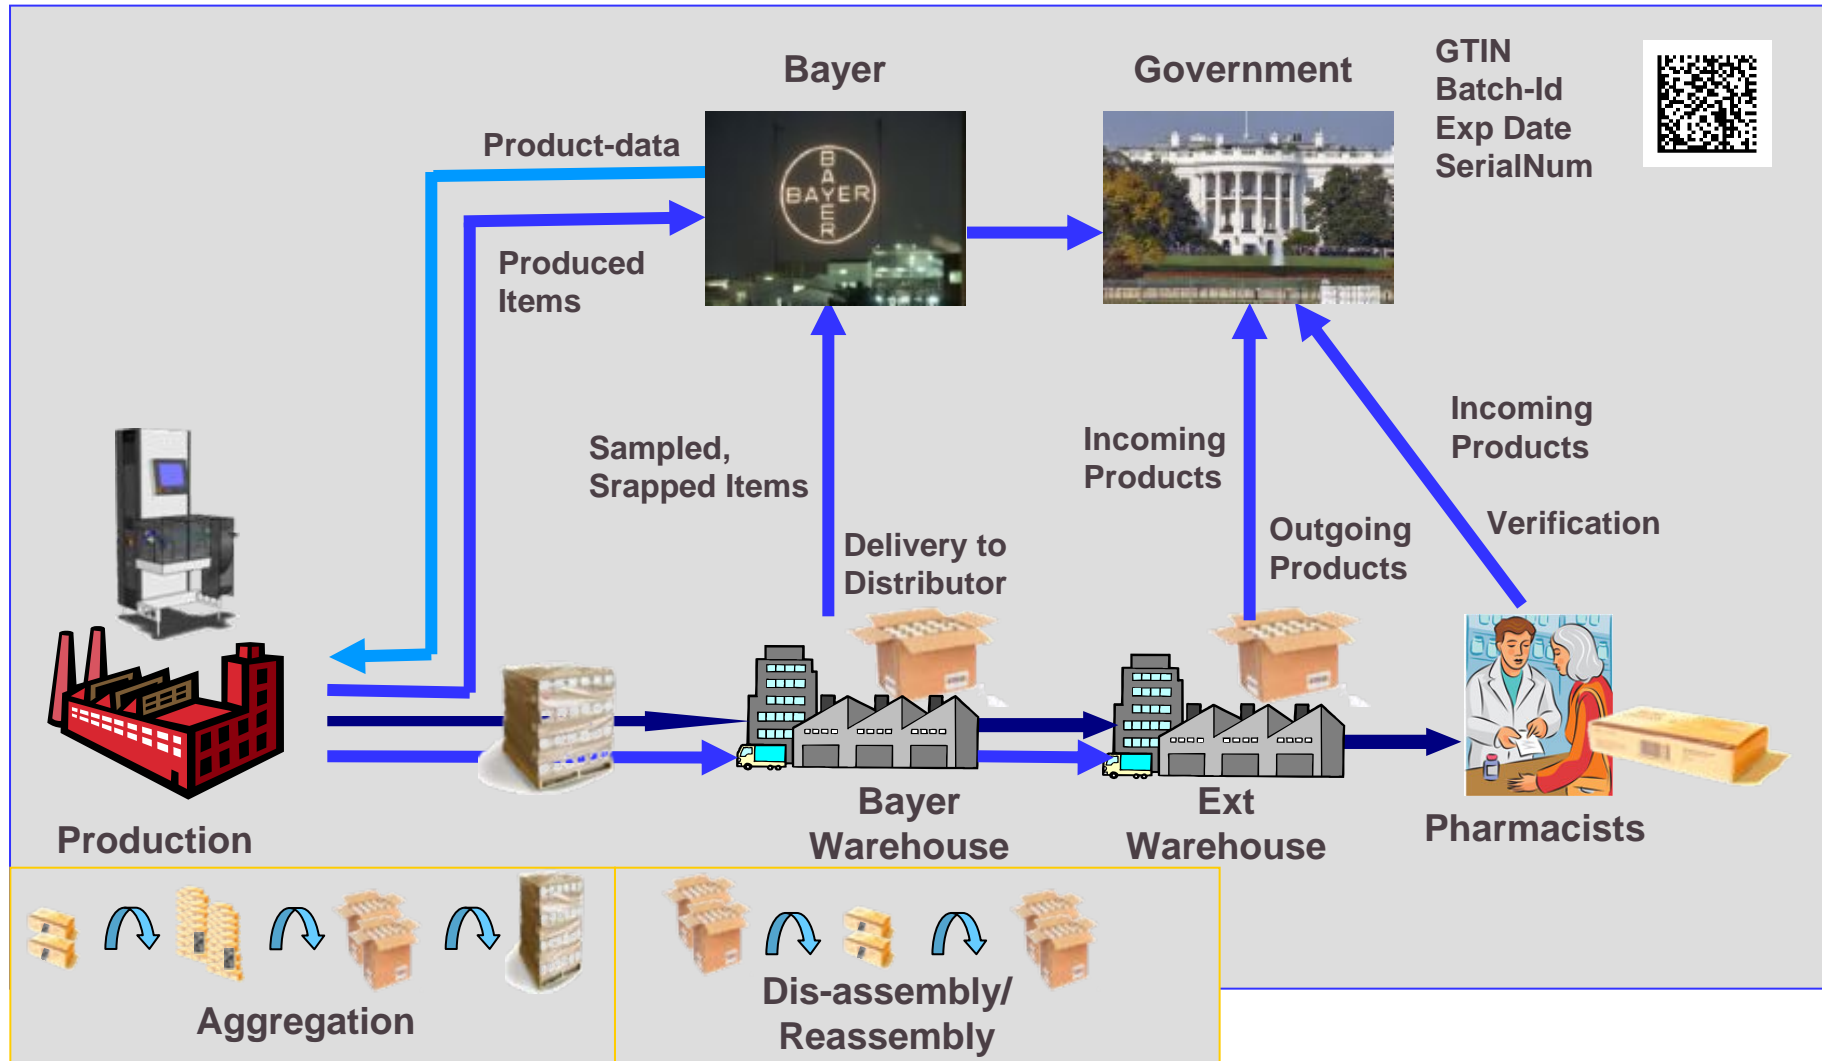 Bayer
Government
GTIN
Batch-Id
Exp Date
SerialNum
Product-data
BAYER
BAYER
Produced
Items
Sampled,
Srapped Items
Delivery to
Distributor
Incoming
Products
Outgoing
Products
Incoming
Products
Verification
Production
Bayer
Warehouse
Ext
Warehouse
Pharmacists
Aggregation
Dis-assembly/
Reassembly